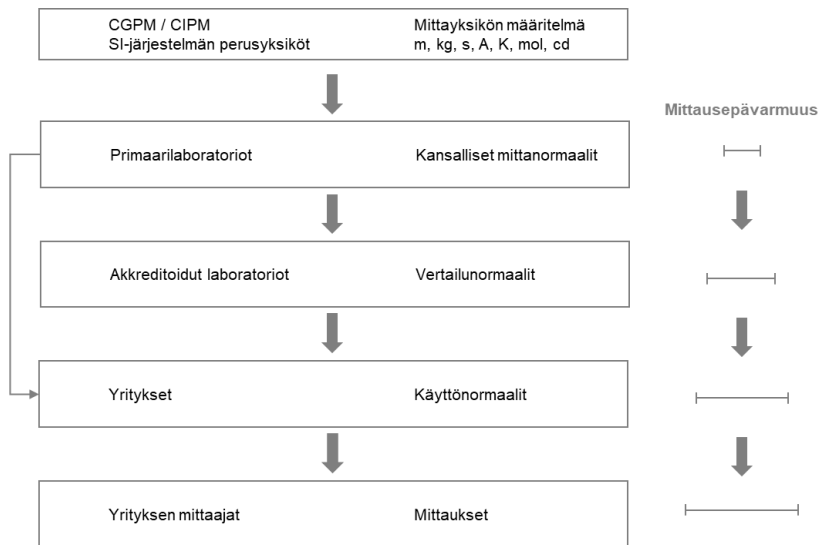 CGPM / CIPM
SI-järjestelmän perusyksiköt
Mittayksikön määritelmä
m, kg, s, A, K, mol, cd
Mittausepävarmuus
Primaarilaboratoriot
Kansalliset mittanormaalit
Akkreditoidut laboratoriot
Vertailunormaalit
Yritykset
Käyttönormaalit
Yrityksen mittaajat
Mittaukset